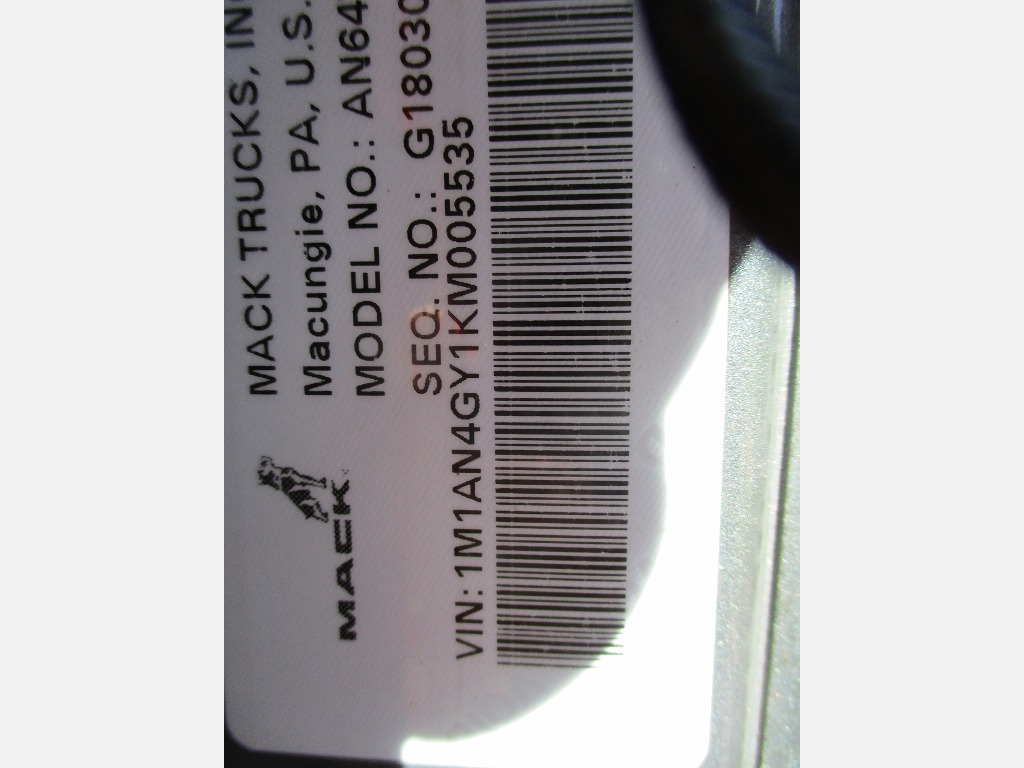 MACK TRUCKS, IN
Macungie, PA, U.S.
MODEL NO.: AN64
SEQ. NO.: G18030
MACK
VIN: 1M1AN4GY1KM005535